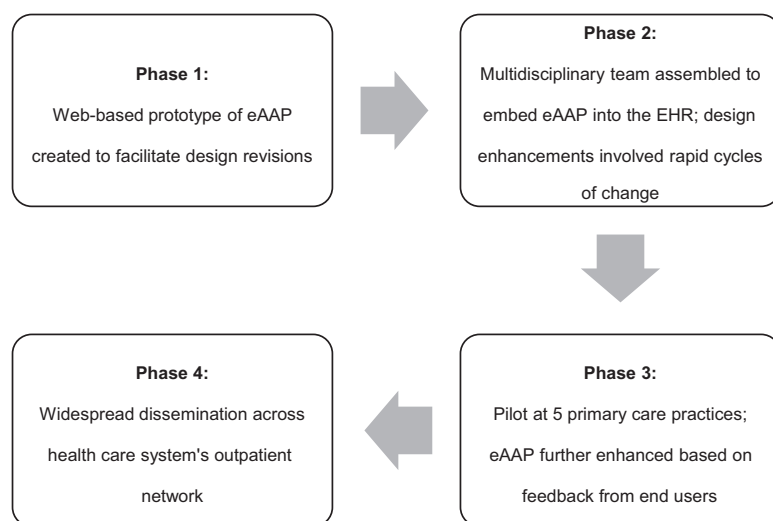 Phase 1:
Web-based prototype of eAAP
created to facilitate design revisions
Phase 2:
Multidisciplinary team assembled to
embed eAAP into the EHR; design
enhancements involved rapid cycles
of change
Phase 3:
Pilot at 5 primary care practices;
eAAP further enhanced based on
feedback from end users
Phase 4:
Widespread dissemination across
health care system's outpatient
network